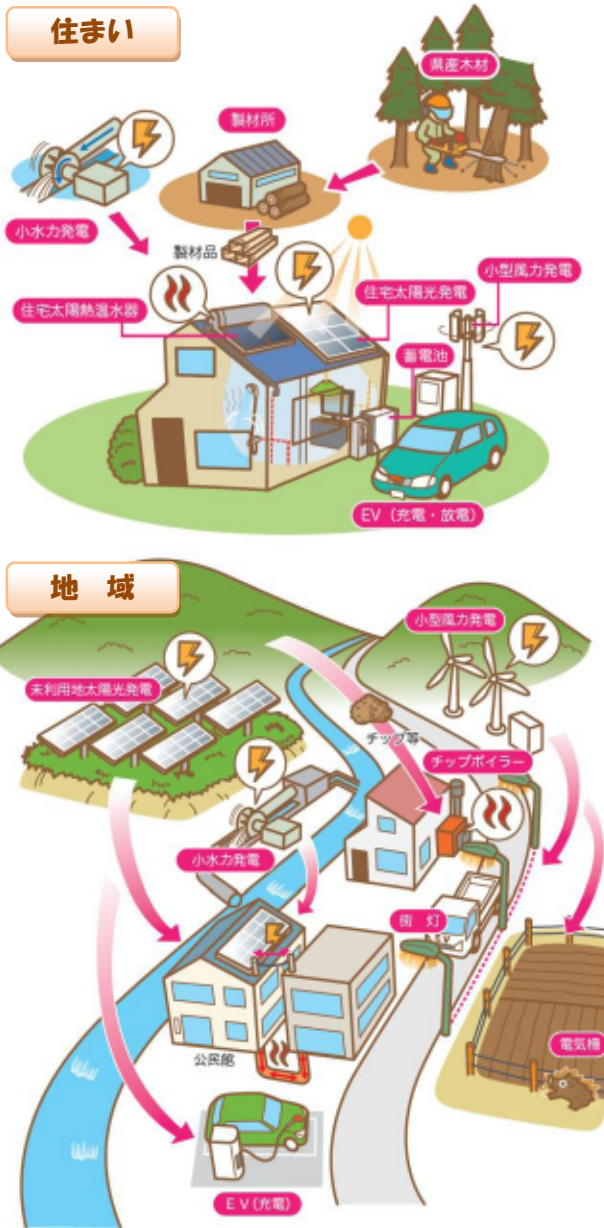 住まい
県産木材
製材所
小水力発電
製材品
小型風力発電
住宅太陽熱温水器
住宅太陽光発電
蓄電池
EV（充電・放電）
地　域
小型風力発電
未利用地太陽光発電
チップ等
チップボイラー
小水力発電
街　灯
電気柵
公民館
ＥＶ(充電)